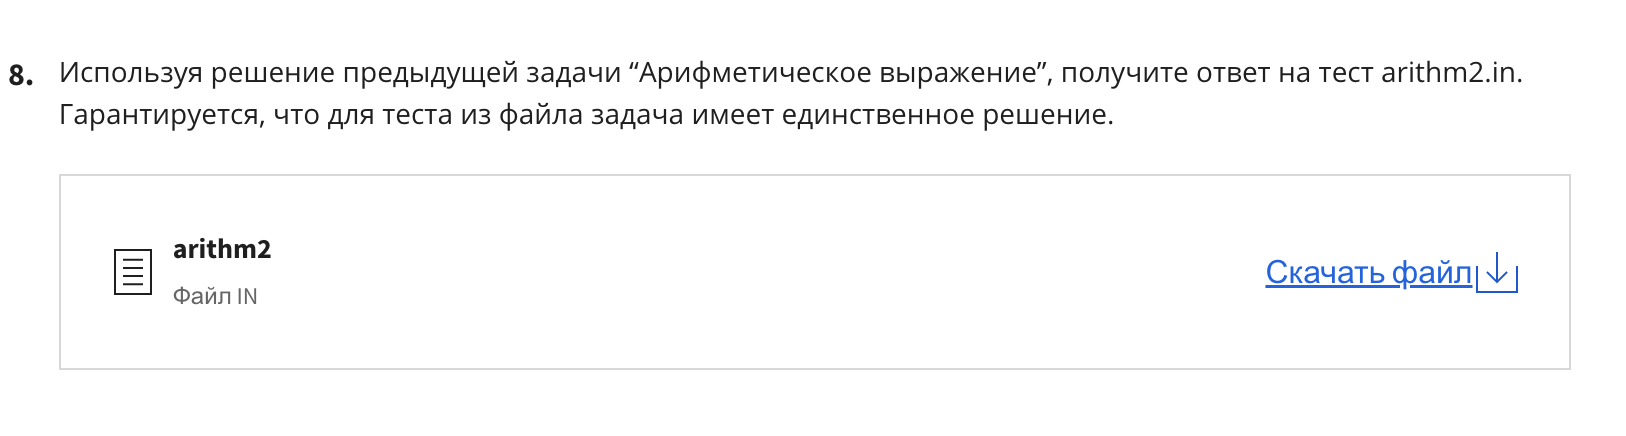 8. Используя решение предыдущей задачи “Арифметическое выражение”, получите ответ на тест arithm2.in.
Гарантируется, что для теста из файла задача имеет единственное решение.
arithm2
Файл IN
Скачать файл